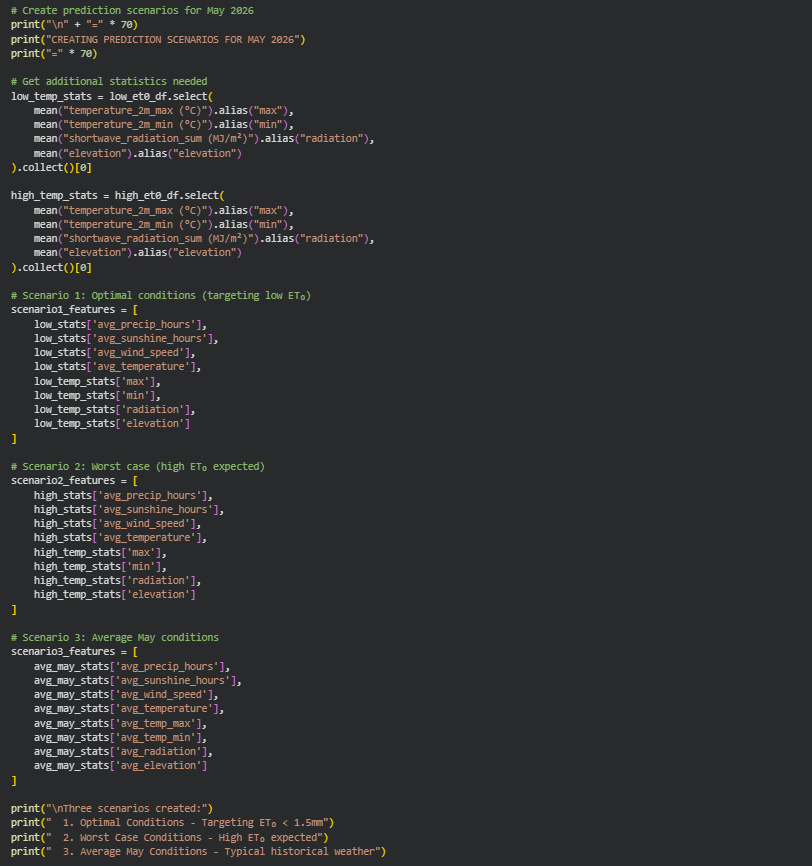 # Create prediction scenarios for May 2026
print("\n" + "=" * 70)
print("CREATING PREDICTION SCENARIOS FOR MAY 2026")
print("=" * 70)

# Get additional statistics needed
low_temp_stats = low_et0_df.select(
    mean("temperature_2m_max (°C)").alias("max"),
    mean("temperature_2m_min (°C)").alias("min"),
    mean("shortwave_radiation_sum (MJ/m²)").alias("radiation"),
    mean("elevation").alias("elevation")
).collect()[0]

high_temp_stats = high_et0_df.select(
    mean("temperature_2m_max (°C)").alias("max"),
    mean("temperature_2m_min (°C)").alias("min"),
    mean("shortwave_radiation_sum (MJ/m²)").alias("radiation"),
    mean("elevation").alias("elevation")
).collect()[0]

# Scenario 1: Optimal conditions (targeting low ET₀)
scenario1_features = [
    low_stats['avg_precip_hours'],
    low_stats['avg_sunshine_hours'],
    low_stats['avg_wind_speed'],
    low_stats['avg_temperature'],
    low_temp_stats['max'],
    low_temp_stats['min'],
    low_temp_stats['radiation'],
    low_temp_stats['elevation']
]

# Scenario 2: Worst case (high ET₀ expected)
scenario2_features = [
    high_stats['avg_precip_hours'],
    high_stats['avg_sunshine_hours'],
    high_stats['avg_wind_speed'],
    high_stats['avg_temperature'],
    high_temp_stats['max'],
    high_temp_stats['min'],
    high_temp_stats['radiation'],
    high_temp_stats['elevation']
]

# Scenario 3: Average May conditions
scenario3_features = [
    avg_may_stats['avg_precip_hours'],
    avg_may_stats['avg_sunshine_hours'],
    avg_may_stats['avg_wind_speed'],
    avg_may_stats['avg_temperature'],
    avg_may_stats['avg_temp_max'],
    avg_may_stats['avg_temp_min'],
    avg_may_stats['avg_radiation'],
    avg_may_stats['avg_elevation']
]

print("\nThree scenarios created:")
print("  1. Optimal Conditions - Targeting ET₀ < 1.5mm")
print("  2. Worst Case Conditions - High ET₀ expected")
print("  3. Average May Conditions - Typical historical weather")